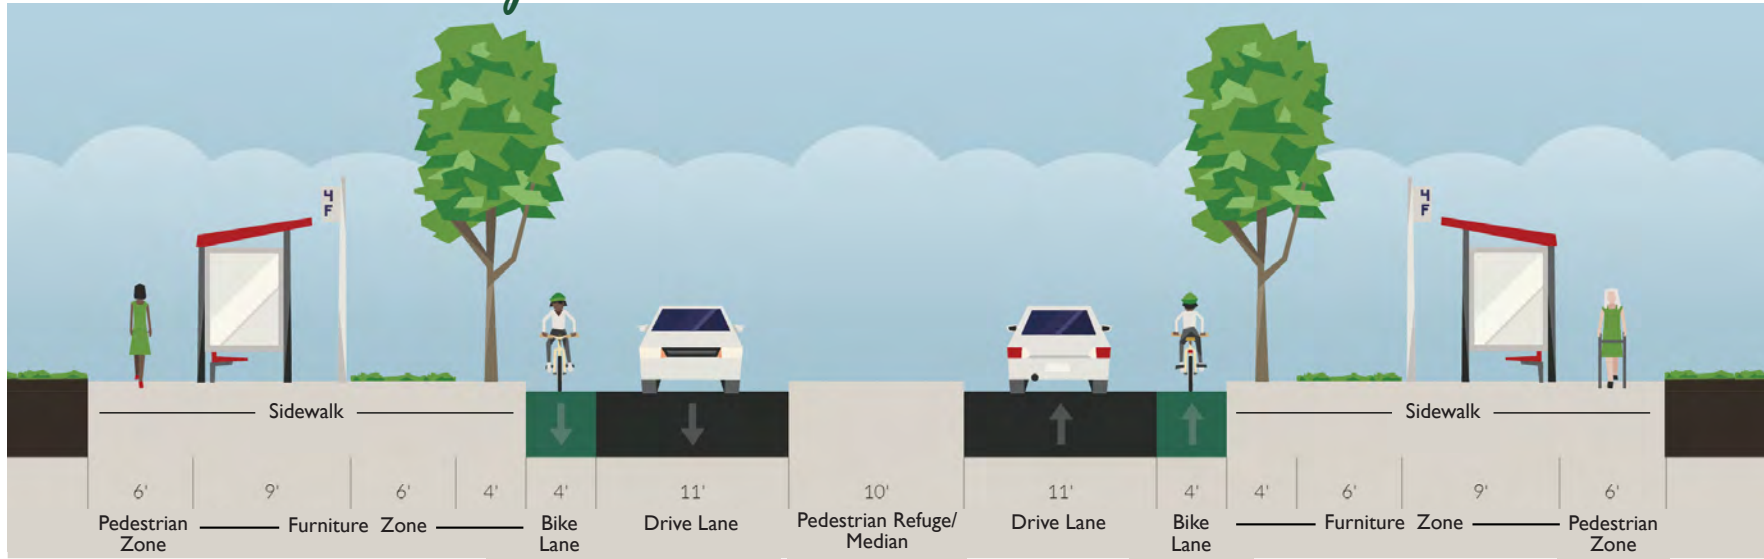 4
F
4
F
Sidewalk
Sidewalk
6' 9' 6' 4' 4' 11' 10' 11' 4' 4' 6' 9' 6'
Pedestrian Zone
Furniture Zone
Bike Lane
Drive Lane
Pedestrian Refuge/
Median
Drive Lane
Bike Lane
Furniture Zone
Pedestrian Zone